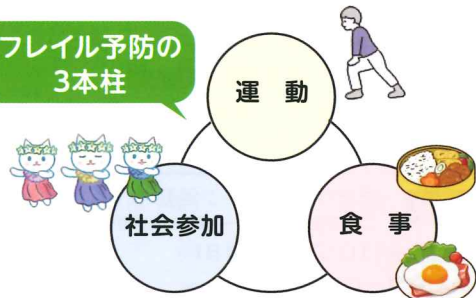 フレイル予防の
3本柱
運動
社会参加
食事